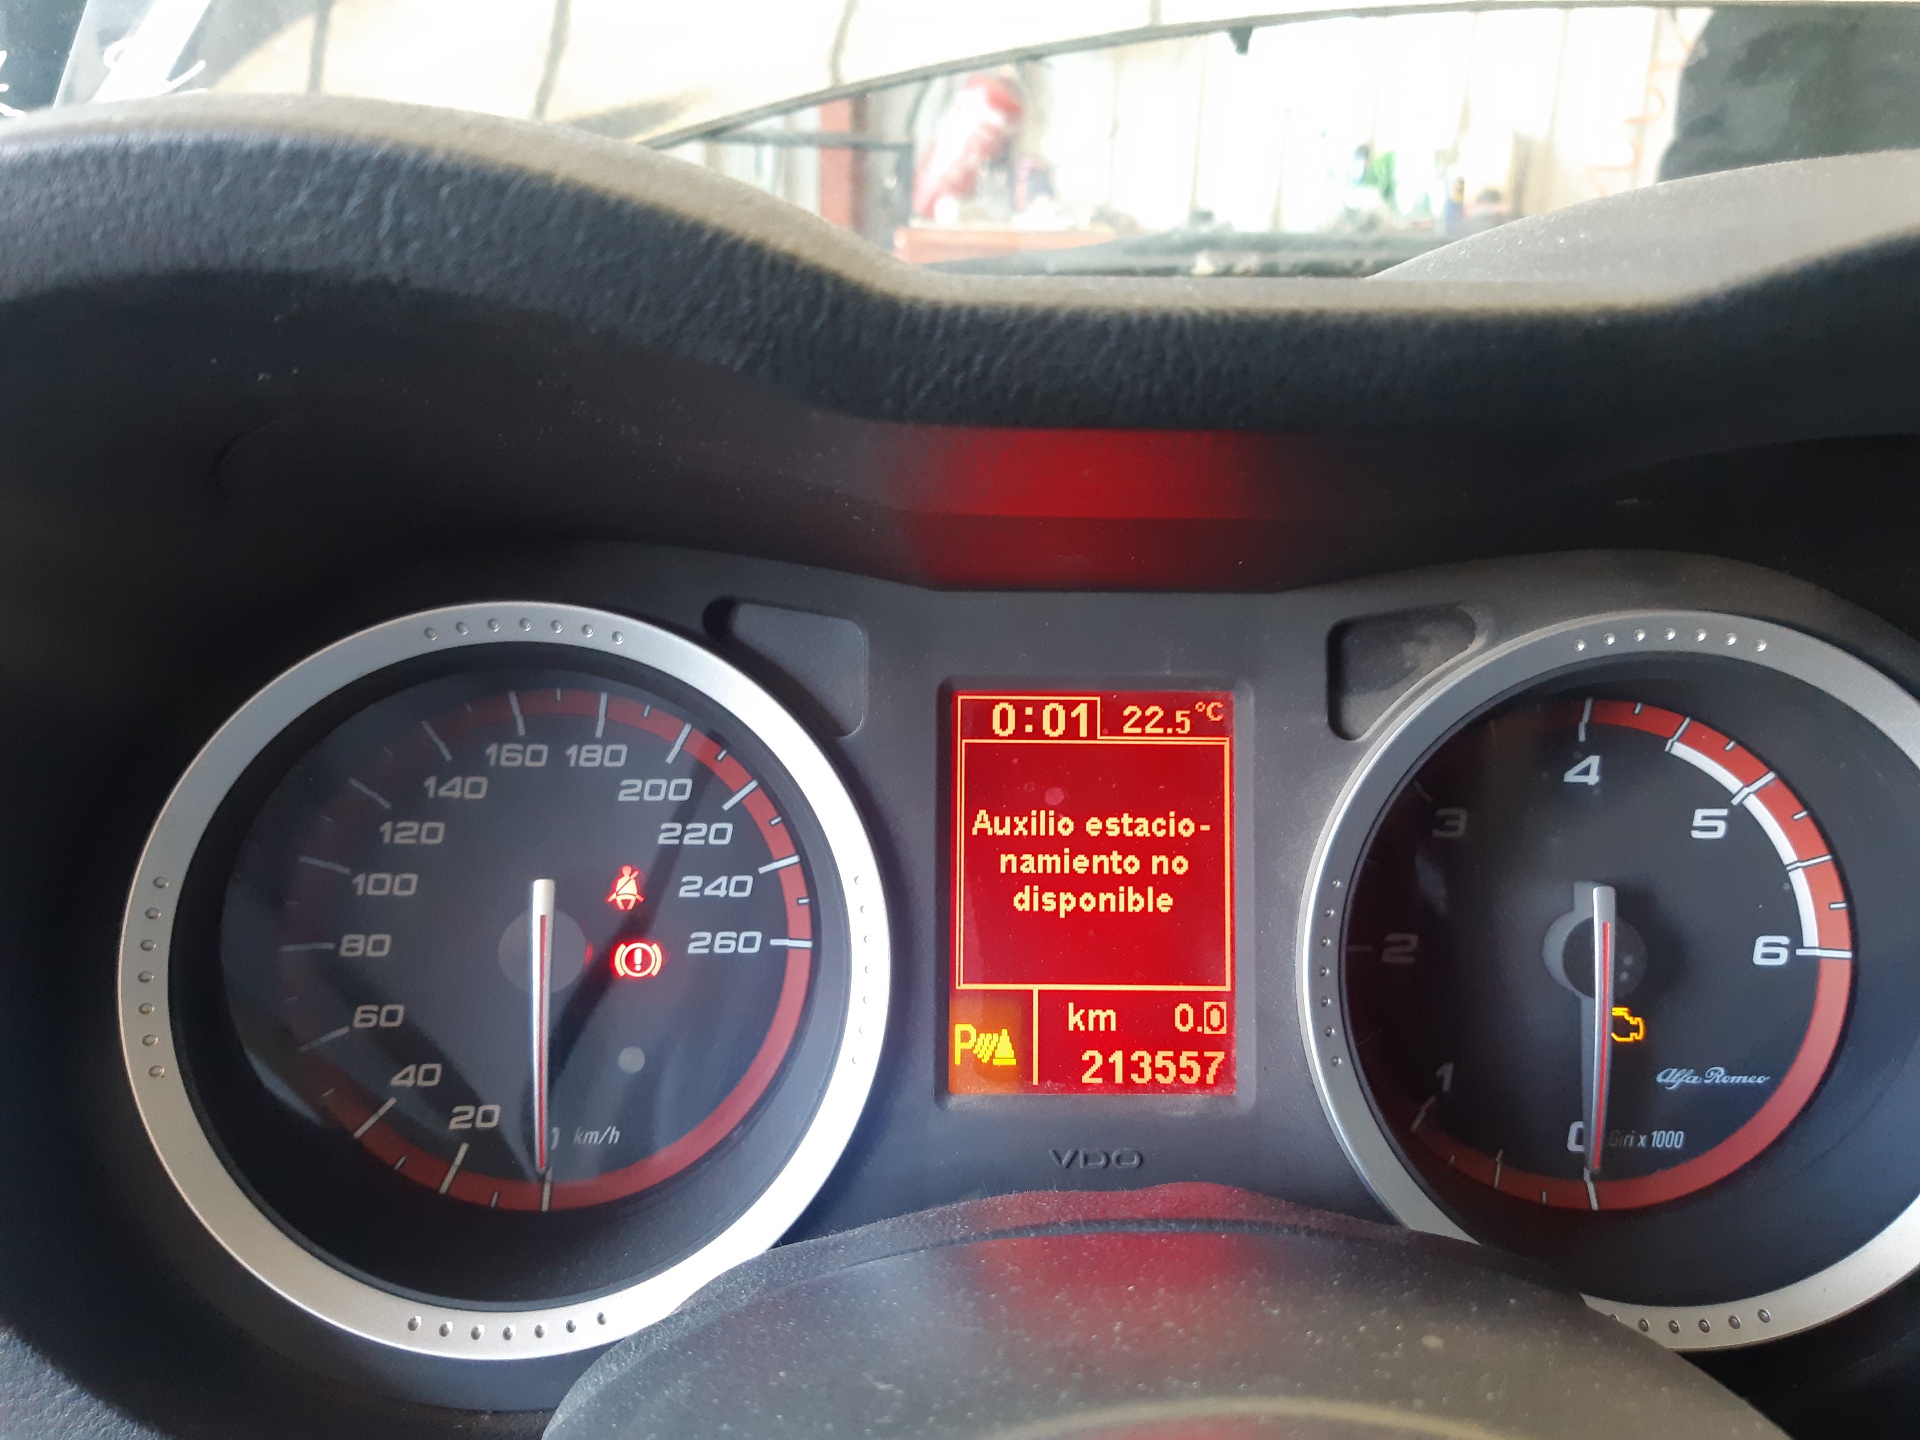 160 180
140
200
120
220
100
240
80
260
60
40
20
km/h
0:01 22.5°C
Auxilio estacio-
namiento no
disponible
P
km 0.0
213557
VDO
4
3
5
2
6
1
Alfa Romeo
0
Giri x 1000